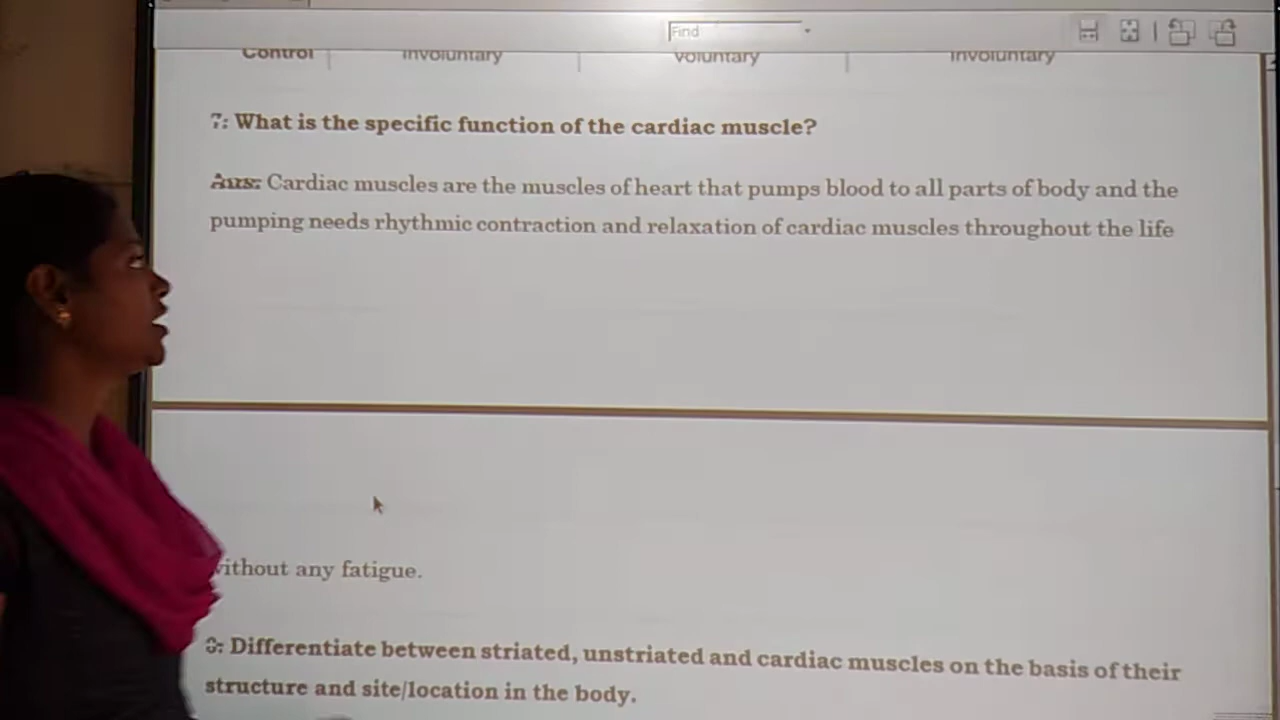 Find
Control Involuntary Voluntary Involuntary
7: What is the specific function of the cardiac muscle?
Ans: Cardiac muscles are the muscles of heart that pumps blood to all parts of body and the
pumping needs rhythmic contraction and relaxation of cardiac muscles throughout the life
without any fatigue.
8: Differentiate between striated, unstriated and cardiac muscles on the basis of their
structure and site/location in the body.